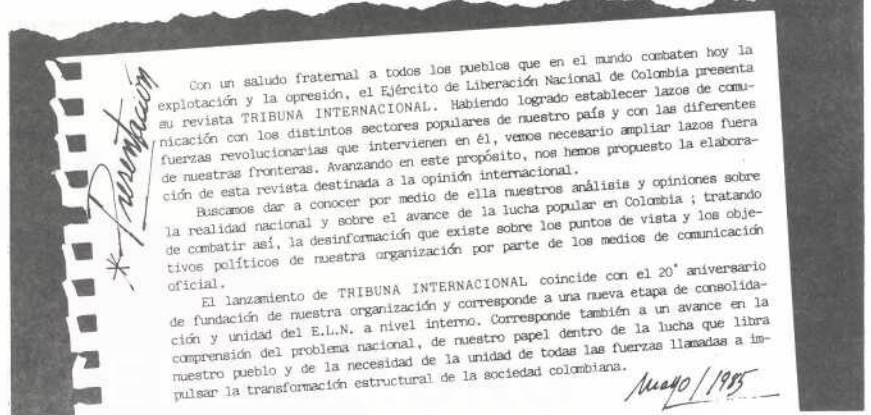 * Presentación
Con un saludo fraternal a todos los pueblos que en el mundo combaten hoy la
explotación y la opresión, el Ejército de Liberación Nacional de Colombia presenta
su revista TRIBUNA INTERNACIONAL. Habiendo logrado establecer lazos de comu-
nicación con los distintos sectores populares de nuestro país y con las diferentes
fuerzas revolucionarias que intervienen en él, vemos necesario ampliar lazos fuera
de nuestras fronteras. Avanzando en este propósito, nos hemos propuesto la elabora-
ción de esta revista destinada a la opinión internacional.
Buscamos dar a conocer por medio de ella nuestros análisis y opiniones sobre
la realidad nacional y sobre el avance de la lucha popular en Colombia ; tratando
de combatir así, la desinformación que existe sobre los puntos de vista y los obje-
tivos políticos de nuestra organización por parte de los medios de comunicación
oficial.
El lanzamiento de TRIBUNA INTERNACIONAL coincide con el 20° aniversario
de fundación de nuestra organización y corresponde a una nueva etapa de consolida-
ción y unidad del E.L.N. a nivel interno. Corresponde también a un avance en la
comprensión del problema nacional, de nuestro papel dentro de la lucha que libra
nuestro pueblo y de la necesidad de la unidad de todas las fuerzas llamadas a im-
pulsar la transformación estructural de la sociedad colombiana.
Mayo/1985